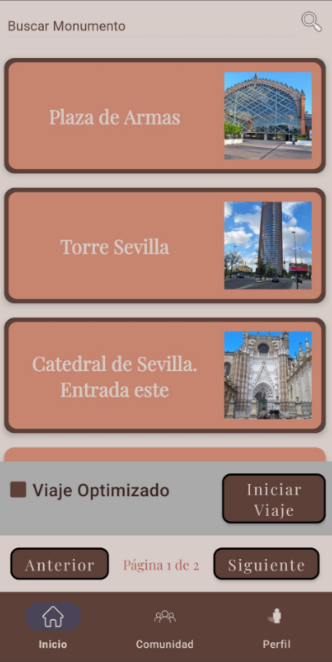 Buscar Monumento
Plaza de Armas
Torre Sevilla
Catedral de Sevilla.
Entrada este
Viaje Optimizado
Iniciar
Viaje
Anterior
Página 1 de 2
Siguiente
Inicio
Comunidad
Perfil